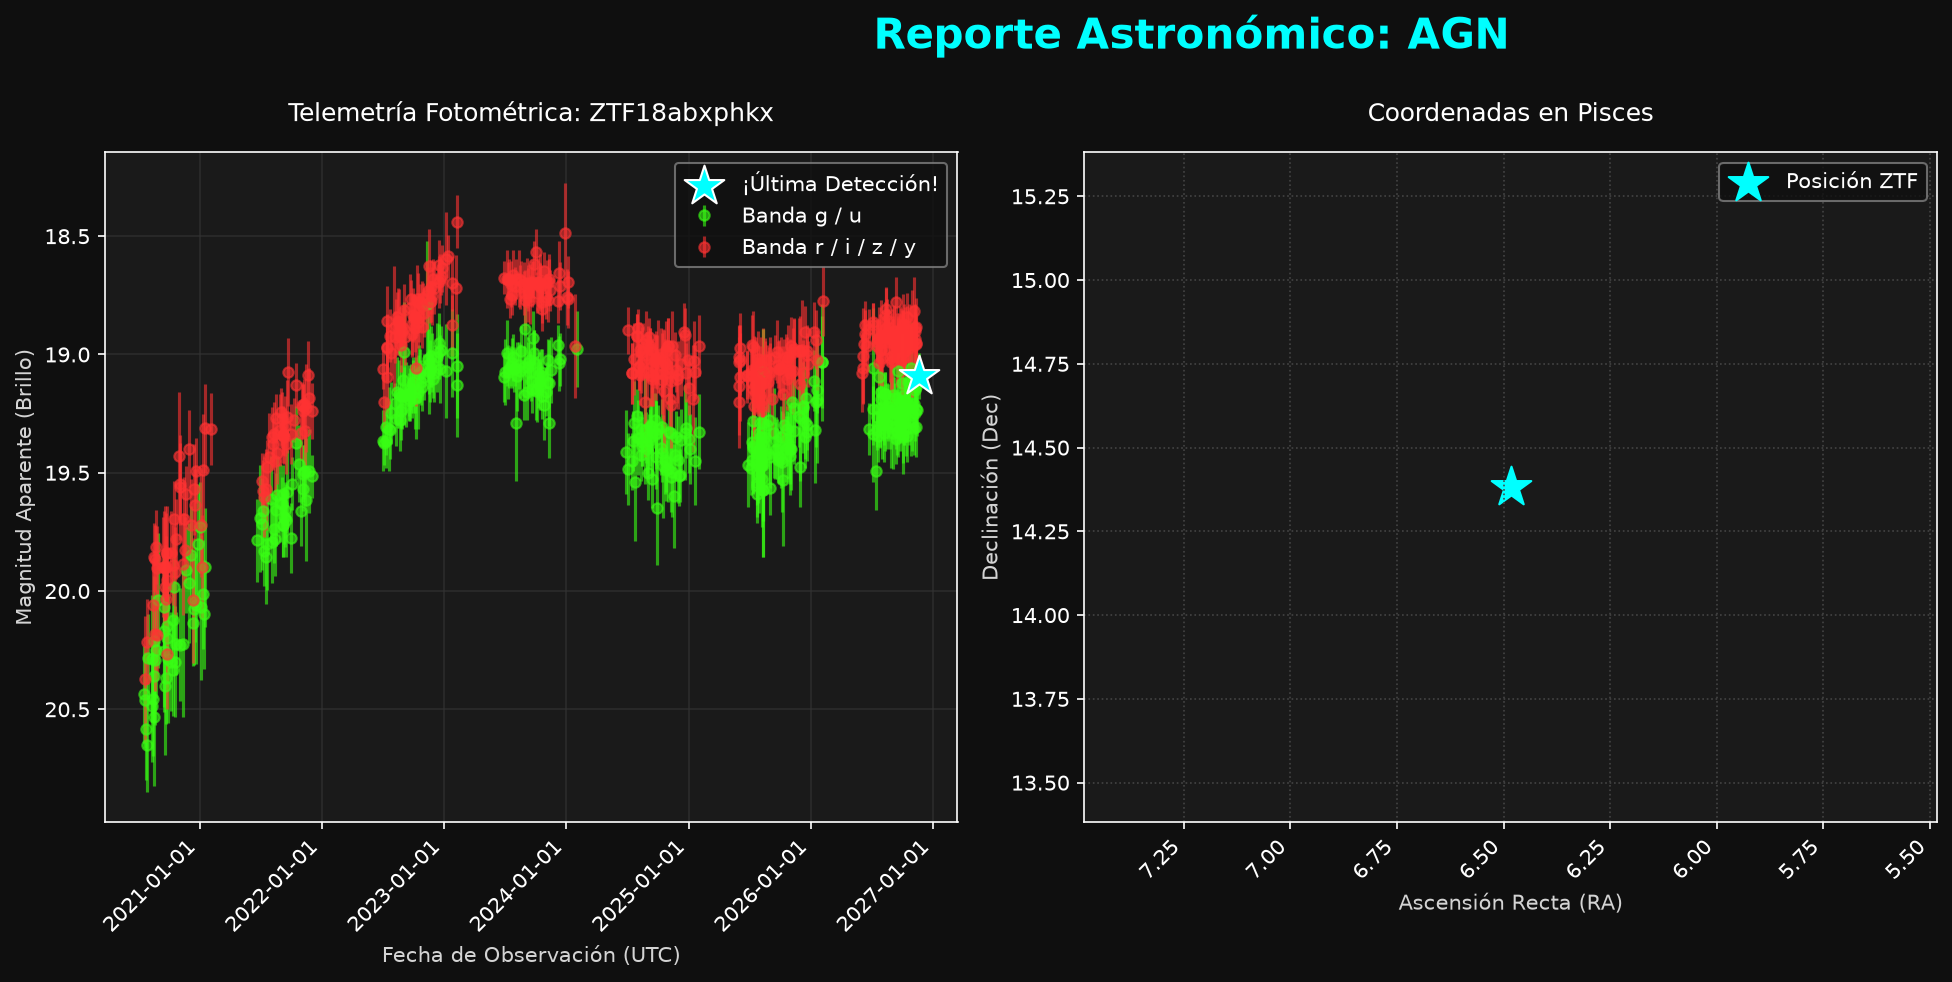 Reporte Astronómico: AGN
Telemetría Fotométrica: ZTF18abxphkx
¡Última Detección!
Banda g / u
Banda r / i / z / y
Magnitud Aparente (Brillo)
18.5
19.0
19.5
20.0
20.5
2021-01-01
2022-01-01
2023-01-01
2024-01-01
2025-01-01
2026-01-01
2027-01-01
Fecha de Observación (UTC)
Coordenadas en Pisces
Posición ZTF
Declinación (Dec)
15.25
15.00
14.75
14.50
14.25
14.00
13.75
13.50
7.25
7.00
6.75
6.50
6.25
6.00
5.75
5.50
Ascensión Recta (RA)